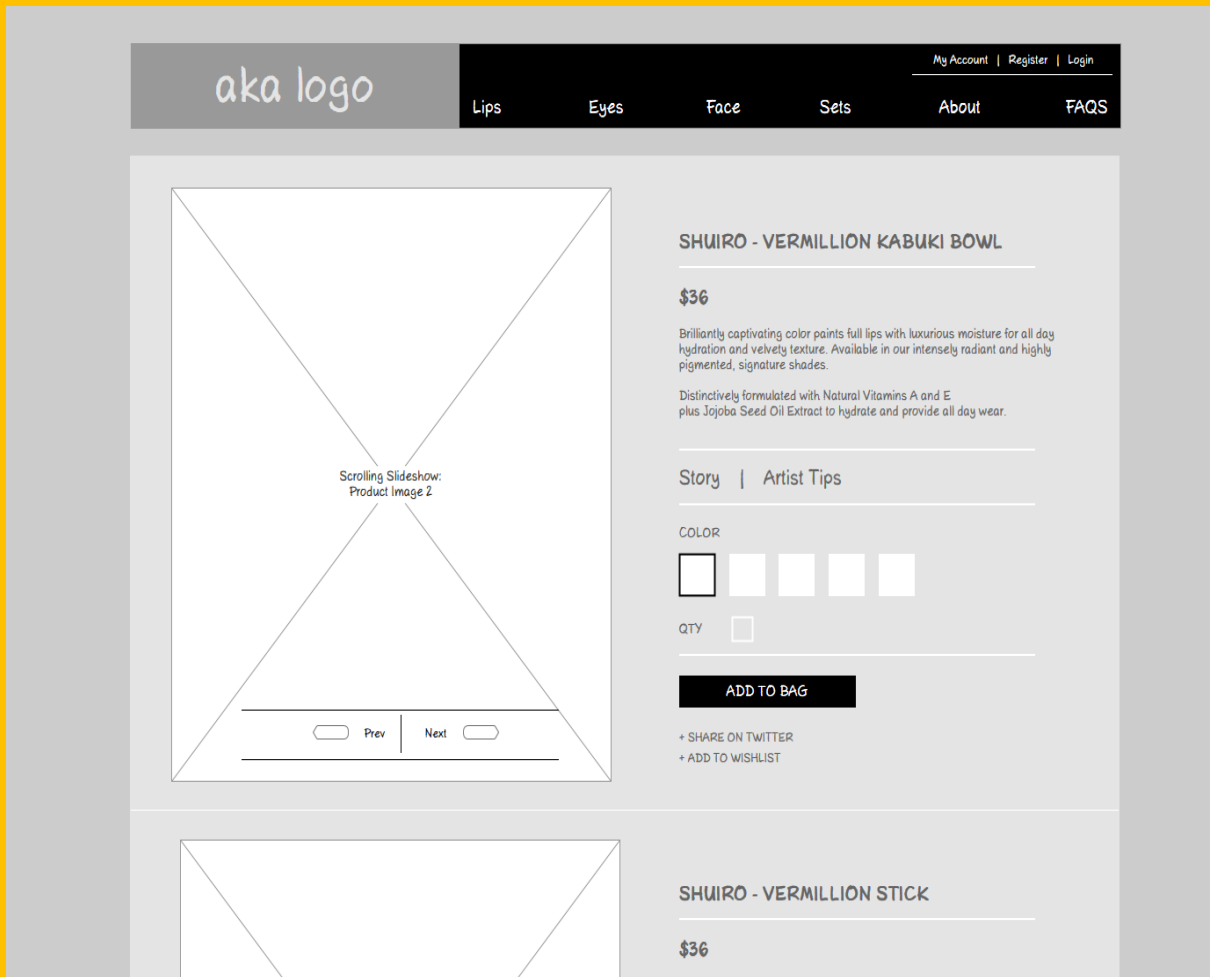 aka logo
My Account | Register | Login
Lips Eyes Face Sets About FAQS
SHUIRO - VERMILLION KABUKI BOWL
$36
Brilliantly captivating color paints full lips with luxurious moisture for all day
hydration and velvety texture. Available in our intensely radiant and highly
pigmented, signature shades.
Distinctively formulated with Natural Vitamins A and E
plus Jojoba Seed Oil Extract to hydrate and provide all day wear.
Scrolling Slideshow:
Product Image 2
Story | Artist Tips
COLOR
QTY
ADD TO BAG
Prev Next
+ SHARE ON TWITTER
+ ADD TO WISHLIST
SHUIRO - VERMILLION STICK
$36